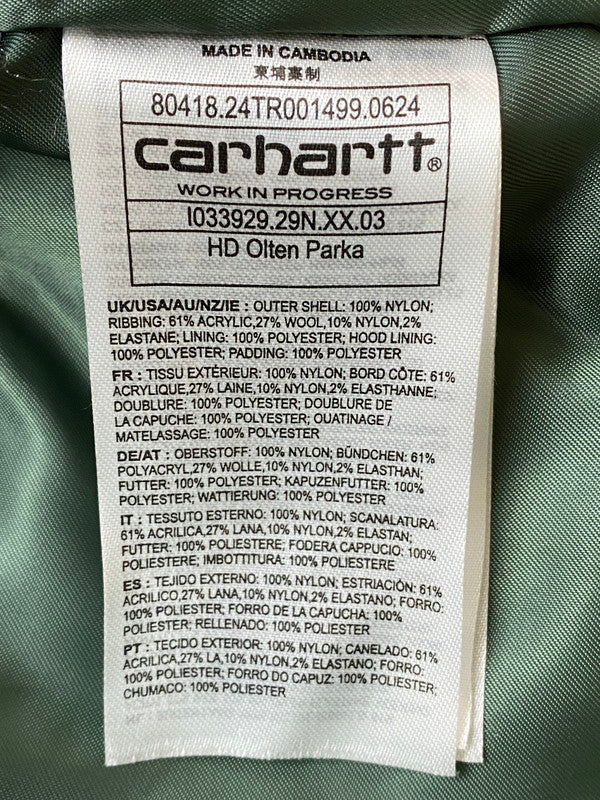 MADE IN CAMBODIA
柬埔寨制
80418.24TR001499.0624
carhartt®
WORK IN PROGRESS
I033929.29N.XX.03
HD Olten Parka
UK/USA/AU/NZ/IE : OUTER SHELL: 100% NYLON;
RIBBING: 61% ACRYLIC,27% WOOL,10% NYLON,2%
ELASTANE; LINING: 100% POLYESTER; HOOD LINING:
100% POLYESTER; PADDING: 100% POLYESTER
FR : TISSU EXTÉRIEUR: 100% NYLON; BORD CÔTE: 61%
ACRYLIQUE,27% LAINE,10% NYLON,2% ELASTHANNE;
DOUBLURE: 100% POLYESTER; DOUBLURE DE
LA CAPUCHE: 100% POLYESTER; OUATINAGE /
MATELASSAGE: 100% POLYESTER
DE/AT : OBERSTOFF: 100% NYLON; BÜNDCHEN: 61%
POLYACRYL,27% WOLLE,10% NYLON,2% ELASTHAN;
FUTTER: 100% POLYESTER; KAPUZENFUTTER: 100%
POLYESTER; WATTIERUNG: 100% POLYESTER
IT : TESSUTO ESTERNO: 100% NYLON; SCANALATURA:
61% ACRILICA,27% LANA,10% NYLON,2% ELASTAN;
FUTTER: 100% POLIESTERE; FODERA CAPPUCIO: 100%
POLIESTERE; IMBOTTITURA: 100% POLIESTERE
ES : TEJIDO EXTERNO: 100% NYLON; ESTRIACIÓN: 61%
ACRILICO,27% LANA,10% NYLON,2% ELASTANO; FORRO:
100% POLIESTER; FORRO DE LA CAPUCHA: 100%
POLIESTER; RELLENADO: 100% POLIESTER
PT : TECIDO EXTERIOR: 100% NYLON; CANELADO: 61%
ACRILICA,27% LA,10% NYLON,2% ELASTANO; FORRO:
100% POLIESTER; FORRO DO CAPUZ: 100% POLIESTER;
CHUMACO: 100% POLIESTER